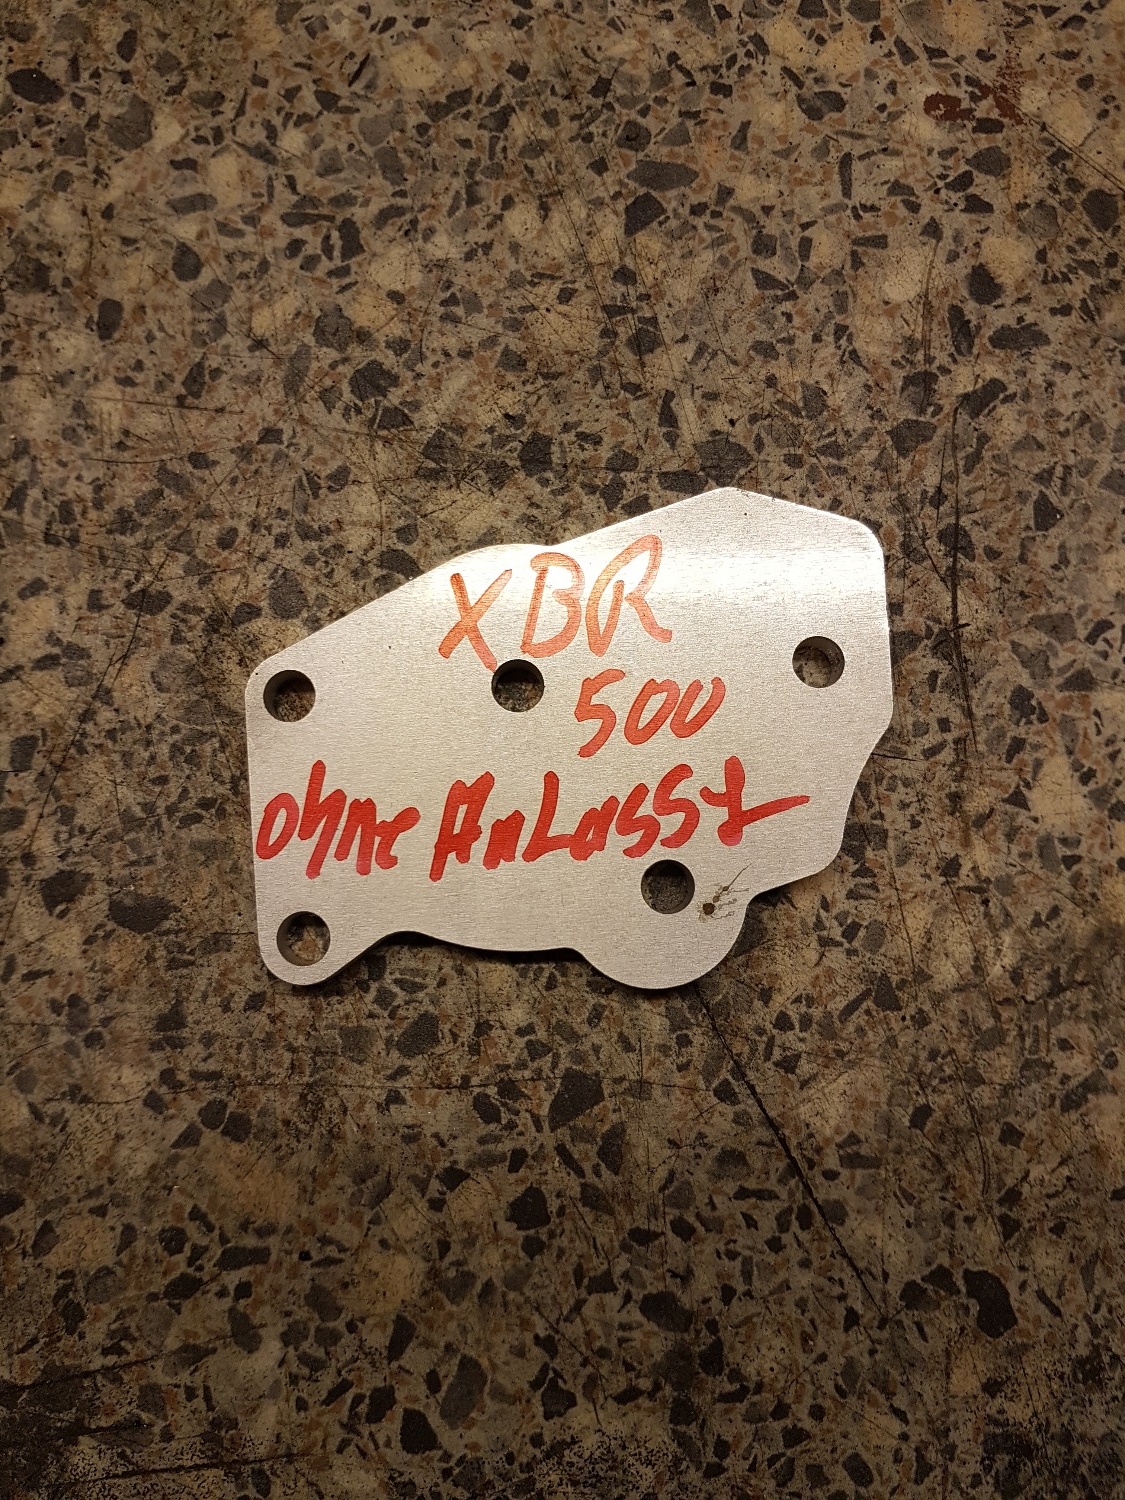 XBR
500
ohne Anlasser